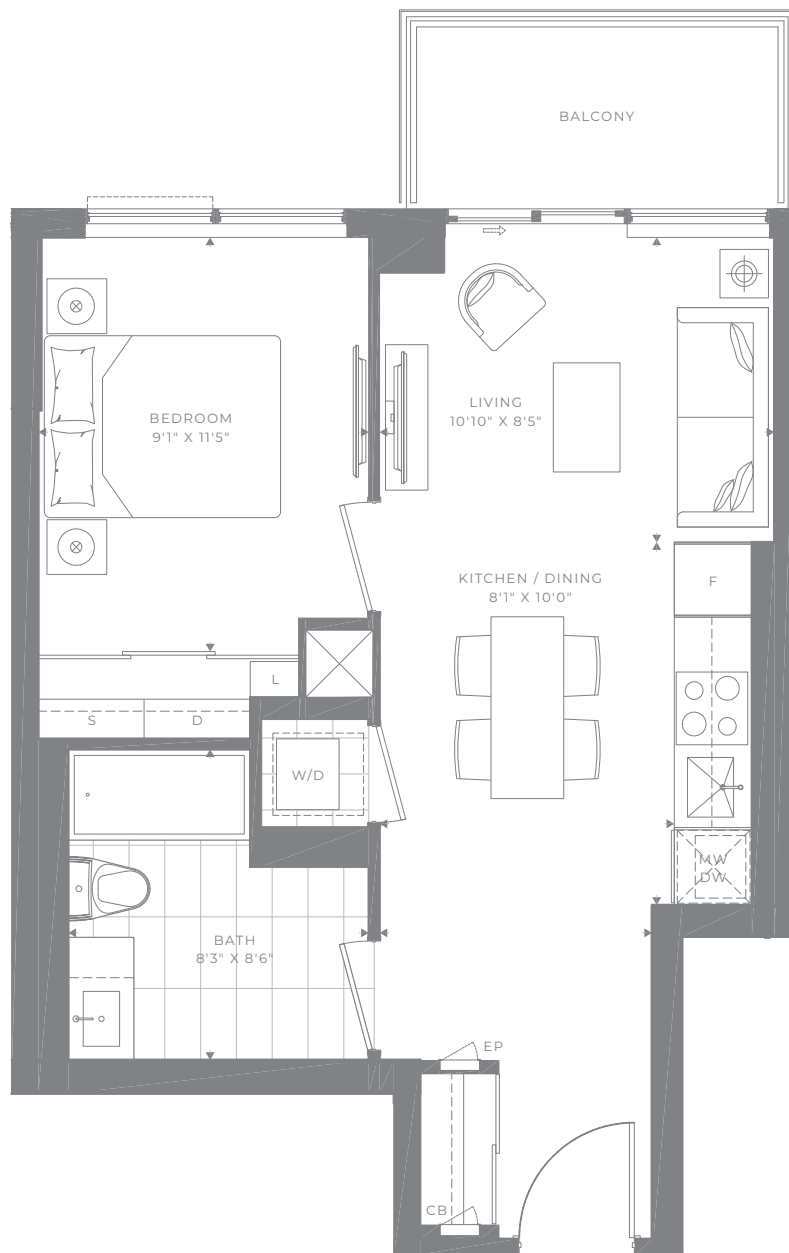 BALCONY
BEDROOM
9'1" X 11'5"
LIVING
10'10" X 8'5"
KITCHEN / DINING
8'1" X 10'0"
F
L
S
D
W/D
MW
DW
BATH
8'3" X 8'6"
EP
CB